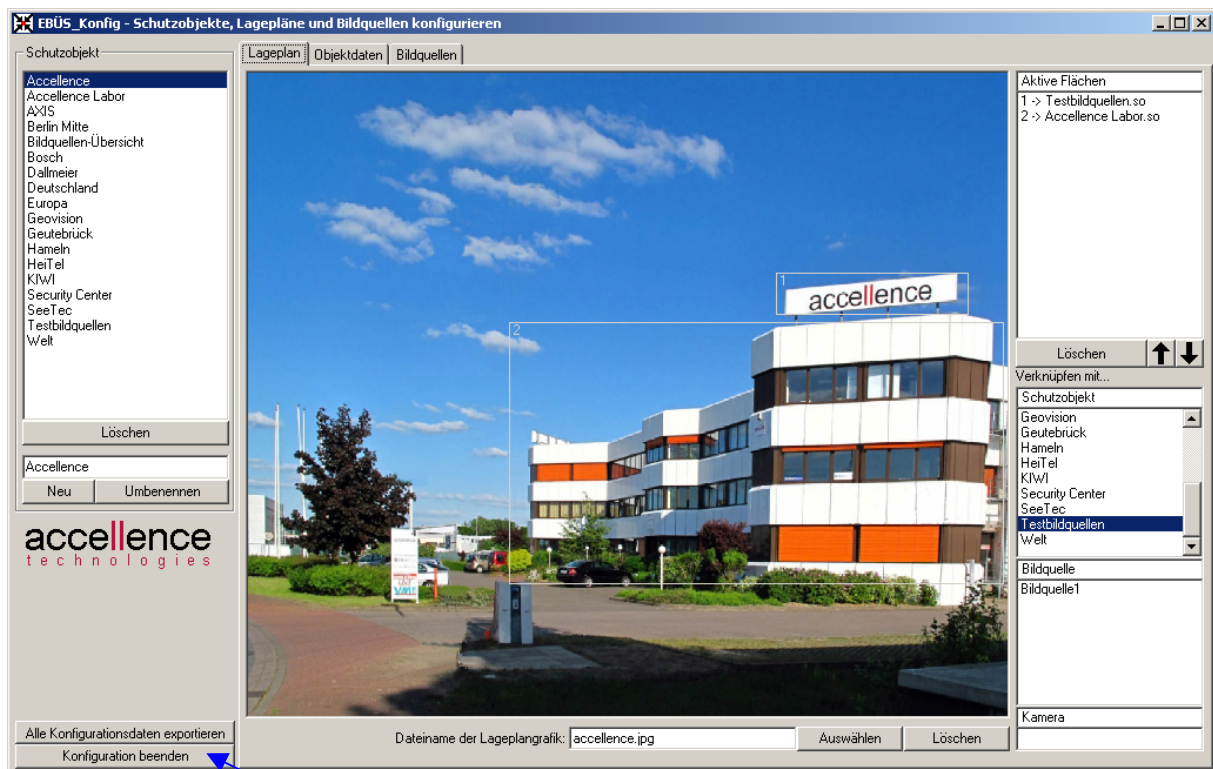 EBÜS_Konfig - Schutzobjekte, Lagepläne und Bildquellen konfigurieren
Schutzobjekt
Accellence
Accellence Labor
AXIS
Berlin Mitte
Bildquellen-Übersicht
Bosch
Dallmeier
Deutschland
Europa
Geovision
Geutebrück
Hameln
HeiTel
KIWI
Security Center
SeeTec
Testbildquellen
Welt
Löschen
Accellence
Neu Umbenennen
accellence
technologies
Alle Konfigurationsdaten exportieren
Konfiguration beenden
Lageplan Objektdaten Bildquellen
1
accellence
2
Dateiname der Lageplangrafik: accellence.jpg Auswählen Löschen
Aktive Flächen
1 -> Testbildquellen.so
2 -> Accellence Labor.so
Löschen
Verknüpfen mit...
Schutzobjekt
Geovision
Geutebrück
Hameln
HeiTel
KIWI
Security Center
SeeTec
Testbildquellen
Welt
Bildquelle
Bildquelle1
Kamera